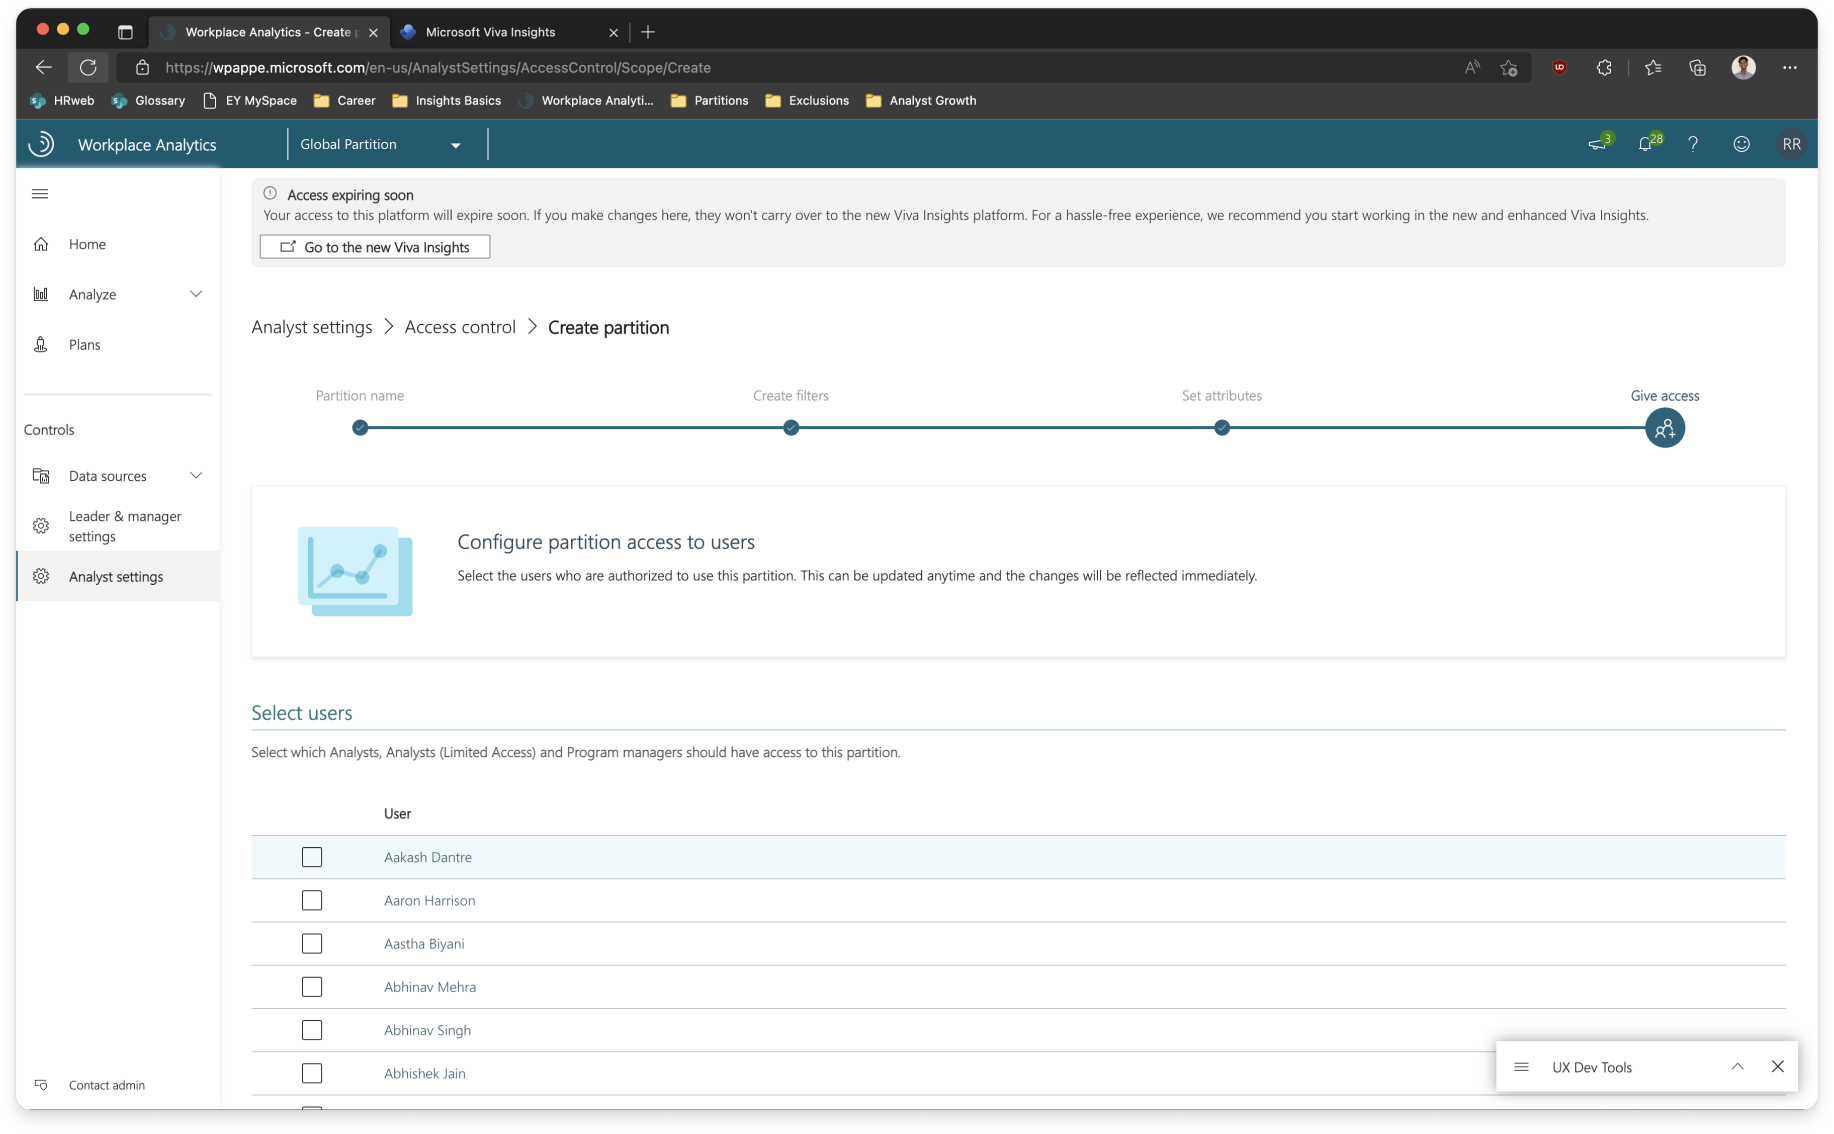 Workplace Analytics - Create p
Microsoft Viva Insights
https://wpappe.microsoft.com/en-us/AnalystSettings/AccessControl/Scope/Create
HRweb
Glossary
EY MySpace
Career
Insights Basics
Workplace Analyti...
Partitions
Exclusions
Analyst Growth
Workplace Analytics
Global Partition
3
28
?
RR
Access expiring soon
Your access to this platform will expire soon. If you make changes here, they won't carry over to the new Viva Insights platform. For a hassle-free experience, we recommend you start working in the new and enhanced Viva Insights.
Go to the new Viva Insights
Home
Analyze
Plans
Controls
Data sources
Leader & manager
settings
Analyst settings
Contact admin
Analyst settings > Access control > Create partition
Partition name
Create filters
Set attributes
Give access
Configure partition access to users
Select the users who are authorized to use this partition. This can be updated anytime and the changes will be reflected immediately.
Select users
Select which Analysts, Analysts (Limited Access) and Program managers should have access to this partition.
User
Aakash Dantre
Aaron Harrison
Aastha Biyani
Abhinav Mehra
Abhinav Singh
Abhishek Jain
UX Dev Tools